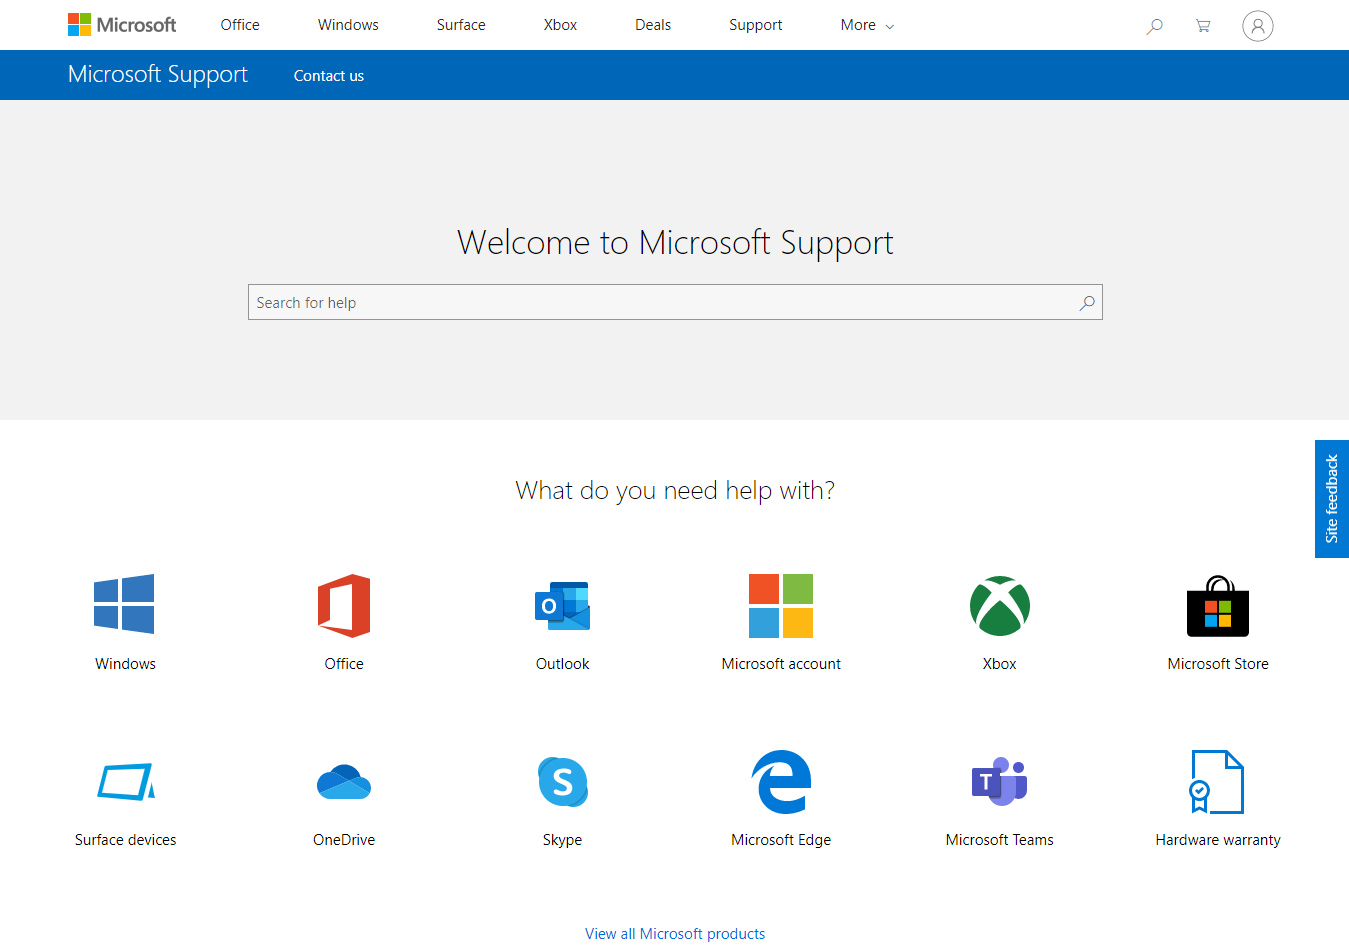 Microsoft Office Windows Surface Xbox Deals Support More
Microsoft Support Contact us
Welcome to Microsoft Support
Search for help
What do you need help with?
Site feedback
Windows Office Outlook Microsoft account Xbox Microsoft Store
Surface devices OneDrive Skype Microsoft Edge Microsoft Teams Hardware warranty
View all Microsoft products